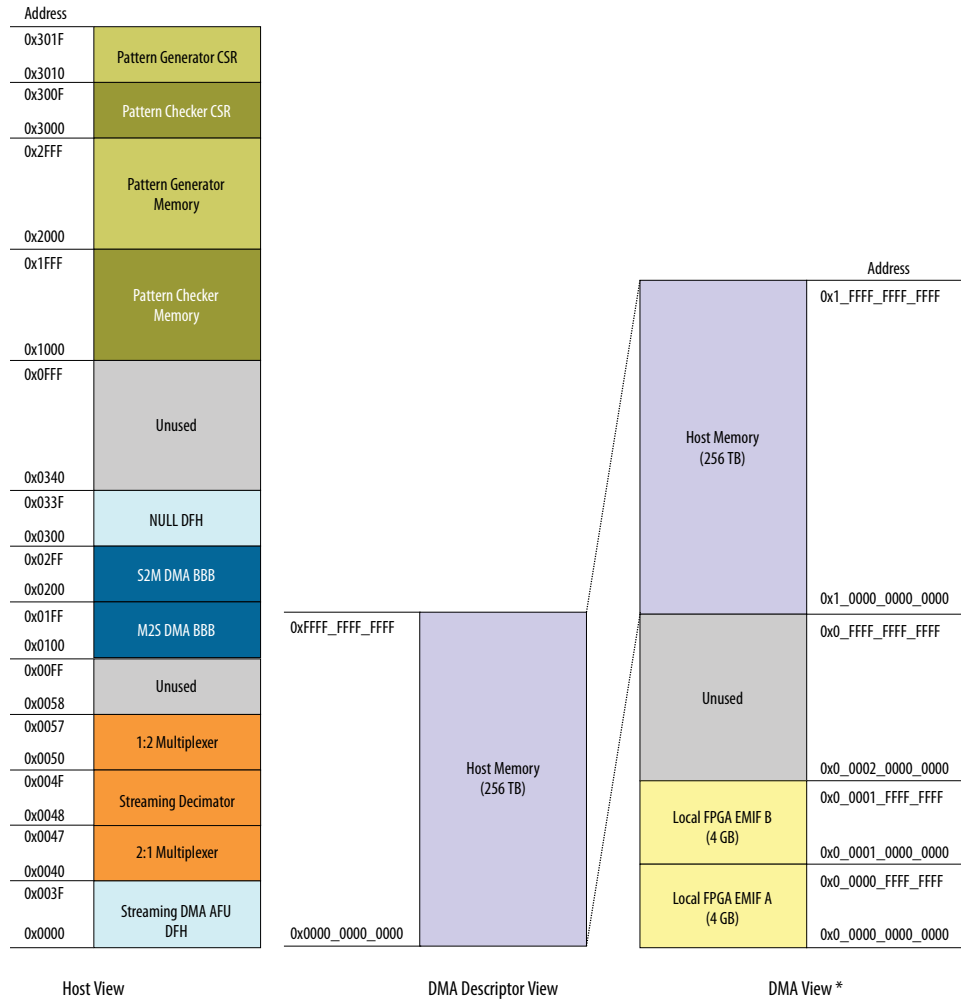 Address
0x301F
Pattern Generator CSR
0x3010
0x300F
Pattern Checker CSR
0x3000
0x2FFF
Pattern Generator
Memory
0x2000
0x1FFF
Pattern Checker
Memory
0x1000
0x0FFF
Unused
0x0340
0x033F
NULL DFH
0x0300
0x02FF
S2M DMA BBB
0x0200
0x01FF
M2S DMA BBB
0x0100
0x00FF
Unused
0x0058
0x0057
1:2 Multiplexer
0x0050
0x004F
Streaming Decimator
0x0048
0x0047
2:1 Multiplexer
0x0040
0x003F
Streaming DMA AFU
DFH
0x0000
Host View
0xFFFF_FFFF_FFFF
Host Memory
(256 TB)
0x0000_0000_0000
DMA Descriptor View
Address
0x1_FFFF_FFFF_FFFF
Host Memory
(256 TB)
0x1_0000_0000_0000
0x0_FFFF_FFFF_FFFF
Unused
0x0_0002_0000_0000
0x0_0001_FFFF_FFFF
Local FPGA EMIF B
(4 GB)
0x0_0001_0000_0000
0x0_0000_FFFF_FFFF
Local FPGA EMIF A
(4 GB)
0x0_0000_0000_0000
DMA View *